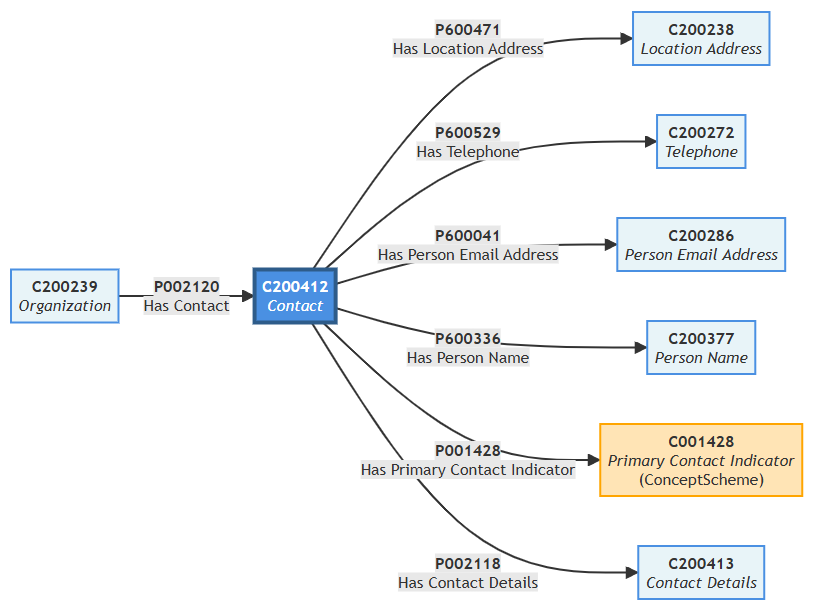 P600471
Has Location Address
C200238
Location Address
P600529
Has Telephone
C200272
Telephone
P600041
Has Person Email Address
C200286
Person Email Address
C200239
Organization
P002120
Has Contact
C200412
Contact
P600336
Has Person Name
C200377
Person Name
P001428
Has Primary Contact Indicator
C001428
Primary Contact Indicator
(ConceptScheme)
P002118
Has Contact Details
C200413
Contact Details